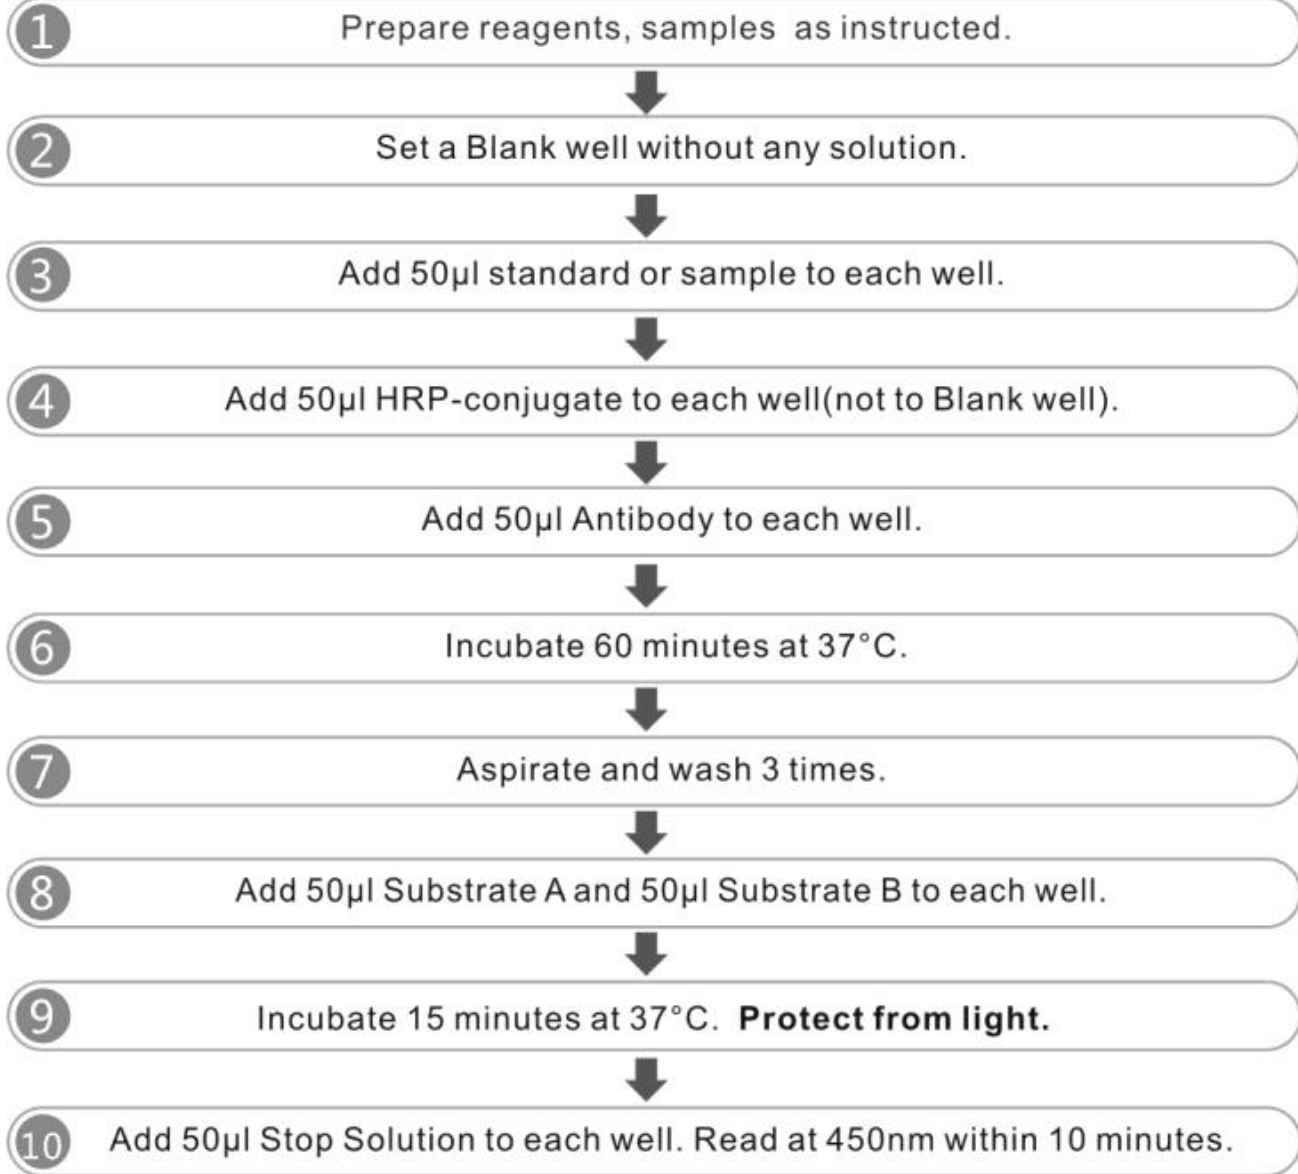 1 Prepare reagents, samples as instructed.
2 Set a Blank well without any solution.
3 Add 50µl standard or sample to each well.
4 Add 50µl HRP-conjugate to each well(not to Blank well).
5 Add 50µl Antibody to each well.
6 Incubate 60 minutes at 37°C.
7 Aspirate and wash 3 times.
8 Add 50µl Substrate A and 50µl Substrate B to each well.
9 Incubate 15 minutes at 37°C. Protect from light.
10 Add 50µl Stop Solution to each well. Read at 450nm within 10 minutes.